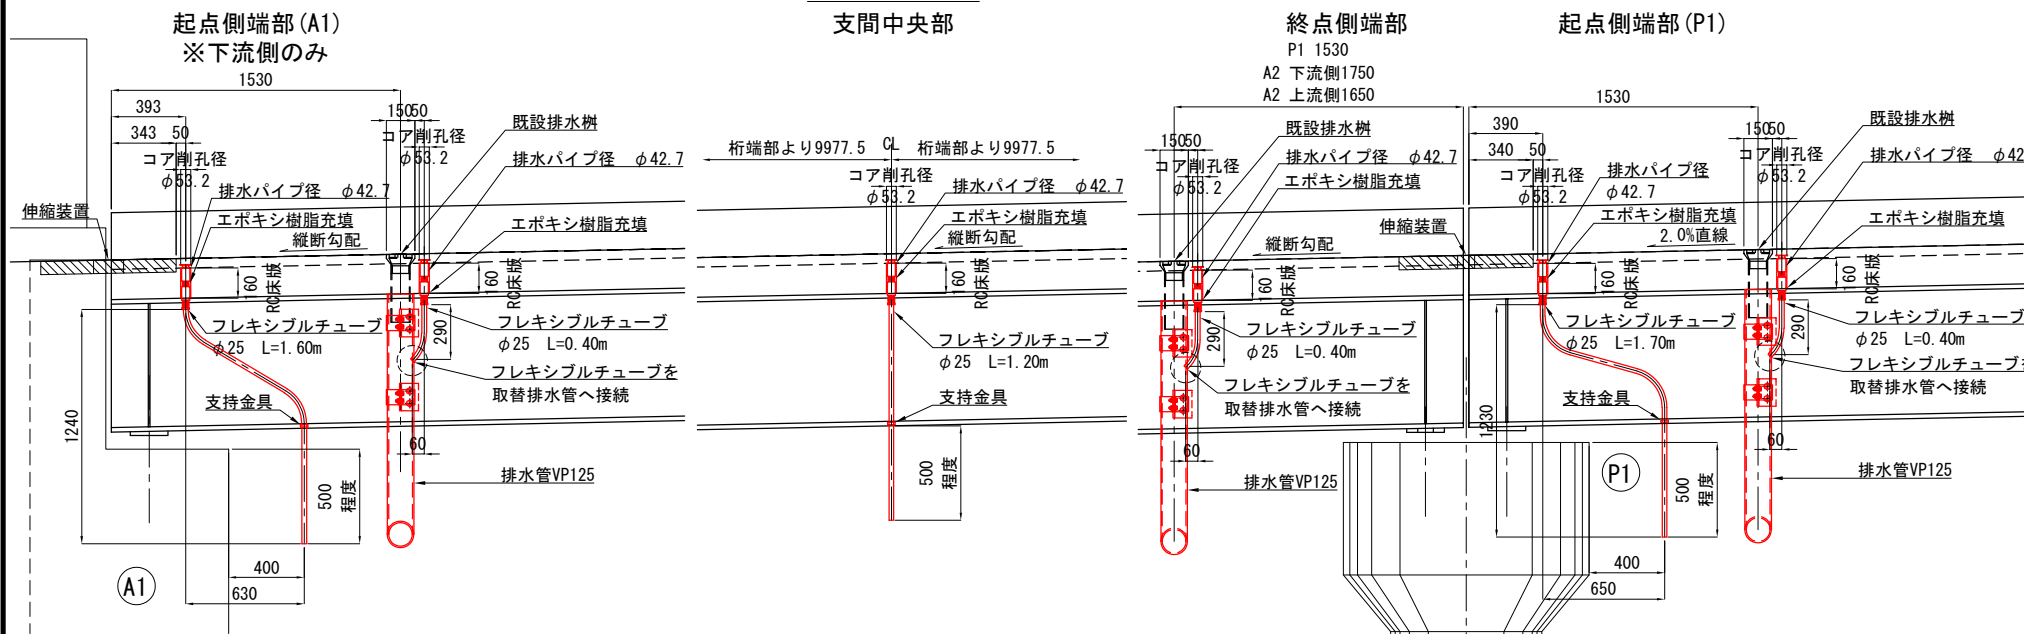 起点側端部(A1)
※下流側のみ
1530
393
343 50
コア削孔径
φ53.2
排水パイプ径 φ42.7
エポキシ樹脂充填
縦断勾配
伸縮装置
160
RC床版
フレキシブルチューブ
φ25 L=1.60m
支持金具
1240
500
程度
400
630
A1
150
50
コア削孔径
φ53.2
既設排水桝
排水パイプ径 φ42.7
エポキシ樹脂充填
160
RC床版
290
フレキシブルチューブ
φ25 L=0.40m
フレキシブルチューブを
取替排水管へ接続
60
排水管VP125
支間中央部
桁端部より9977.5
CL
桁端部より9977.5
コア削孔径
φ53.2
排水パイプ径 φ42.7
エポキシ樹脂充填
縦断勾配
160
RC床版
フレキシブルチューブ
φ25 L=1.20m
支持金具
500
程度
終点側端部
P1 1530
A2 下流側1750
A2 上流側1650
150
50
コア削孔径
φ53.2
既設排水桝
排水パイプ径 φ42.7
エポキシ樹脂充填
縦断勾配
160
RC床版
290
フレキシブルチューブ
φ25 L=0.40m
フレキシブルチューブを
取替排水管へ接続
60
排水管VP125
起点側端部(P1)
1530
390
340 50
コア削孔径
φ53.2
排水パイプ径
φ42.7
エポキシ樹脂充填
2.0%直線
伸縮装置
160
RC床版
フレキシブルチューブ
φ25 L=1.70m
支持金具
1230
500
程度
400
650
P1
150
50
コア削孔径
φ53.2
既設排水桝
排水パイプ径 φ42
エポキシ樹脂充填
160
RC床版
290
フレキシブルチューブ
φ25 L=0.40m
フレキシブルチューブを
取替排水管へ接続
60
排水管VP125